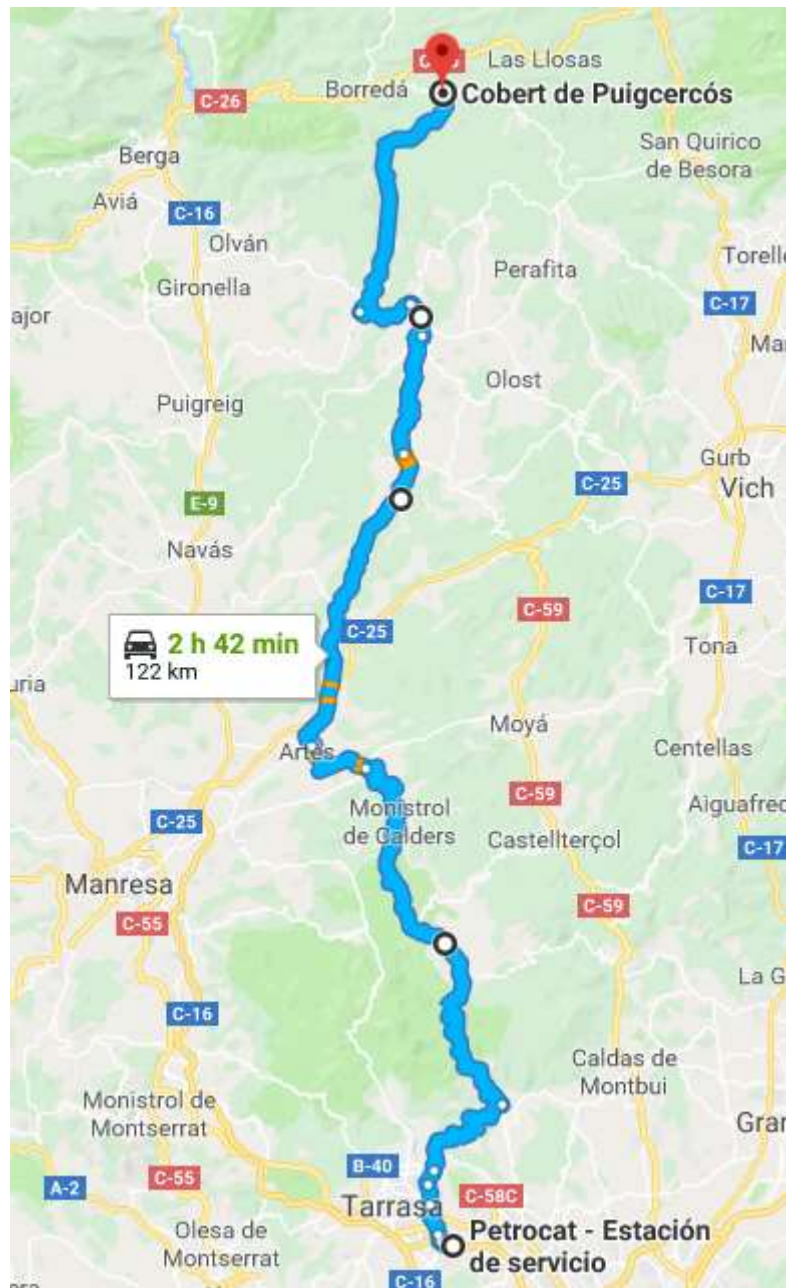 Las Llosas
Borredá
Cobert de Puigcercós
C-26
San Quirico
de Besora
Berga
Aviá
C-16
Olván
Torelle
Perafita
Gironella
C-17
ajor
Olost
Puigreig
Gurb
Vich
C-25
E-9
Navás
C-17
C-59
2 h 42 min
122 km
C-25
Tona
uria
Moyá
Artés
Centellas
C-59
Monistrol
de Calders
Aiguafred
C-25
Castellterçol
C-17
Manresa
C-55
C-59
La G
C-16
Caldas de
Montbui
Monistrol de
Montserrat
Gran
B-40
C-55
A-2
C-58C
Tarrasa
Olesa de
Montserrat
Petrocat - Estación
de servicio
C-16